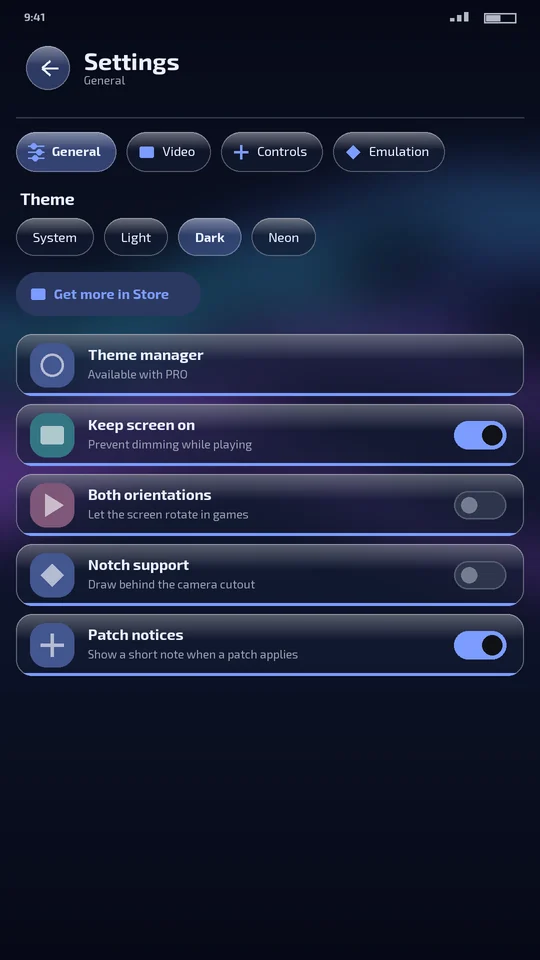 9:41
Settings
General
General Video Controls Emulation
Theme
System Light Dark Neon
Get more in Store
Theme manager
Available with PRO
Keep screen on
Prevent dimming while playing
Both orientations
Let the screen rotate in games
Notch support
Draw behind the camera cutout
Patch notices
Show a short note when a patch applies